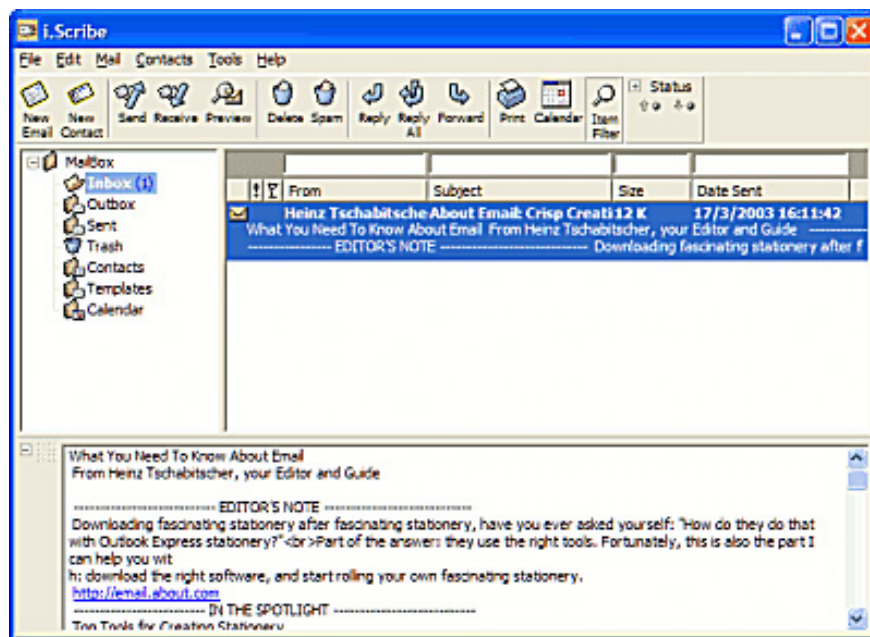 i.Scribe
File Edit Mail Contacts Tools Help
New Email New Contact Send Receive Preview Delete Spam Reply Reply All Forward Print Calendar Item Filter Status
MailBox
Inbox (1)
Outbox
Sent
Trash
Contacts
Templates
Calendar
! From Subject Size Date Sent
Heinz Tschabitsche About Email: Crisp Creati 12 K 17/3/2003 16:11:42
What You Need To Know About Email From Heinz Tschabitscher, your Editor and Guide ----------
------------------------------ EDITOR'S NOTE ------------------------------ Downloading fascinating stationery after f
What You Need To Know About Email
From Heinz Tschabitscher, your Editor and Guide
------------------------------ EDITOR'S NOTE ------------------------------
Downloading fascinating stationery after fascinating stationery, have you ever asked yourself: "How do they do that
with Outlook Express stationery?"<br>Part of the answer: they use the right tools. Fortunately, this is also the part I
can help you wit
h: download the right software, and start rolling your own fascinating stationery.
http://email.about.com
------------------------------ IN THE SPOTLIGHT ------------------------------
Top Tools for Creating Stationery